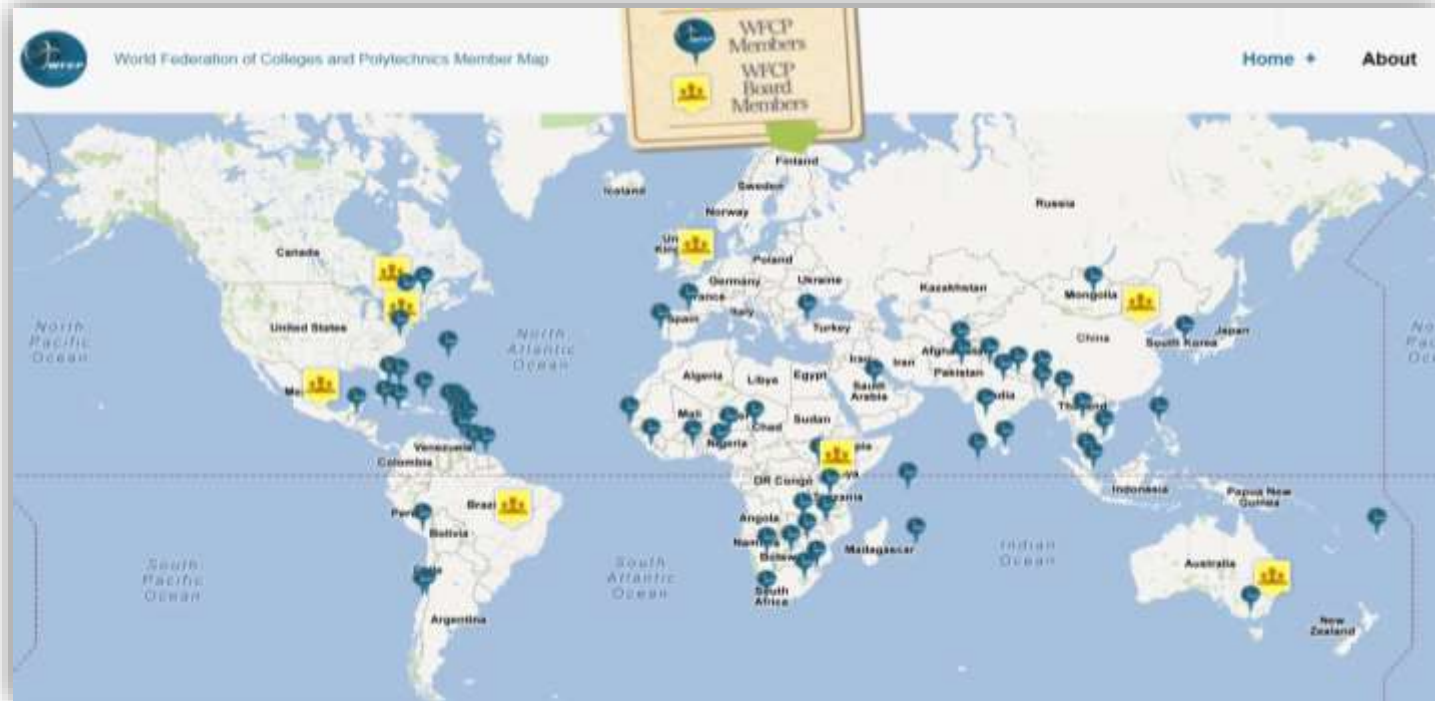 WFCP
World Federation of Colleges and Polytechnics Member Map
WFCP
Members
WFCP
Board
Members
Home +
About
Finland
Iceland
Sweden
Norway
Russia
Canada
Poland
Germany
Ukraine
Kazakhstan
Mongolia
France
North
Pacific
Ocean
United States
North
Atlantic
Ocean
Spain
Italy
Turkey
China
South Korea
Japan
Iran
Pakistan
Algeria
Libya
Egypt
Saudi
Arabia
Mali
Chad
Sudan
Nigeria
Venezuela
Colombia
DR Congo
Tanzania
Indonesia
Papua New
Guinea
Angola
Bolivia
Madagascar
Indian
Ocean
Australia
South
Pacific
Ocean
South
Atlantic
Ocean
South
Africa
Argentina
New
Zealand